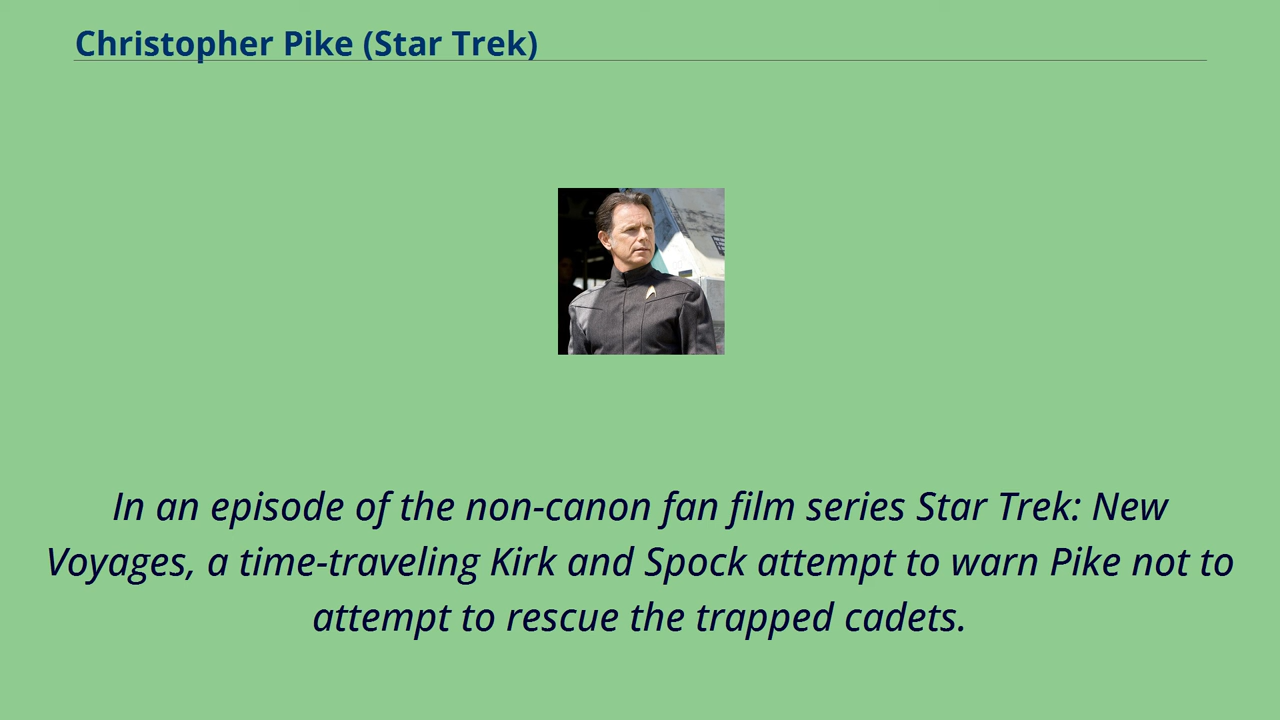 Christopher Pike (Star Trek)
In an episode of the non-canon fan film series Star Trek: New
Voyages, a time-traveling Kirk and Spock attempt to warn Pike not to
attempt to rescue the trapped cadets.